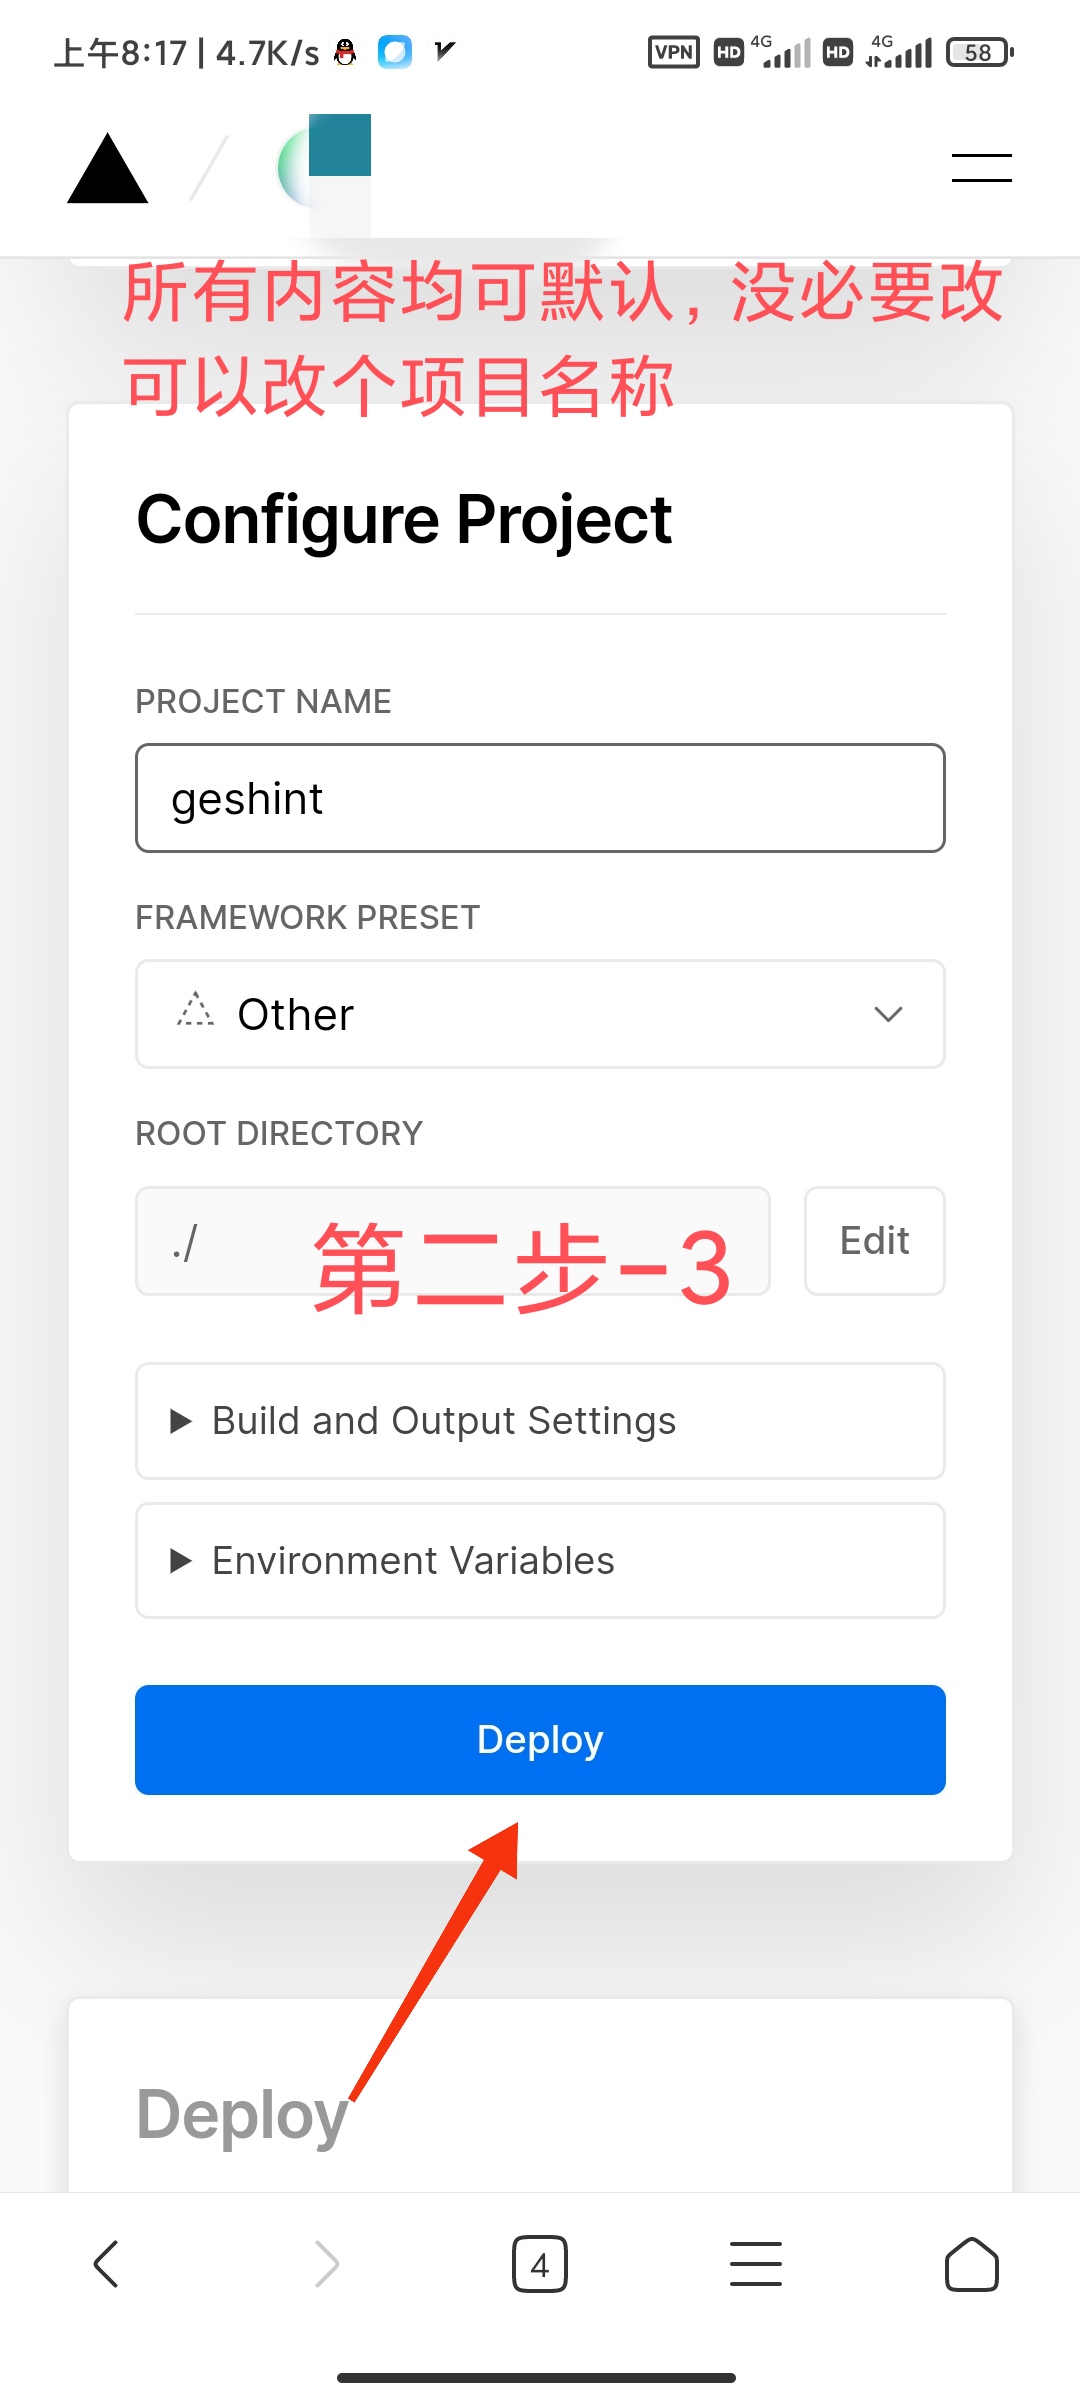 上午8:17 | 4.7K/s VPN HD 4G HD 4G 58
所有内容均可默认, 没必要改
可以改个项目名称
Configure Project
PROJECT NAME
geshint
FRAMEWORK PRESET
Other
ROOT DIRECTORY
./ Edit
第二步-3
Build and Output Settings
Environment Variables
Deploy
Deploy
4